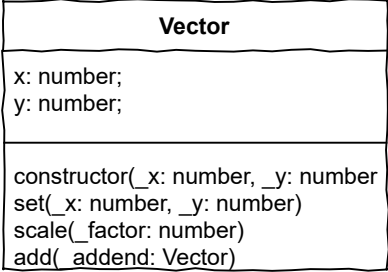 Vector
x: number;
y: number;
constructor(_x: number, _y: number
set(_x: number, _y: number)
scale(_factor: number)
add(_addend: Vector)